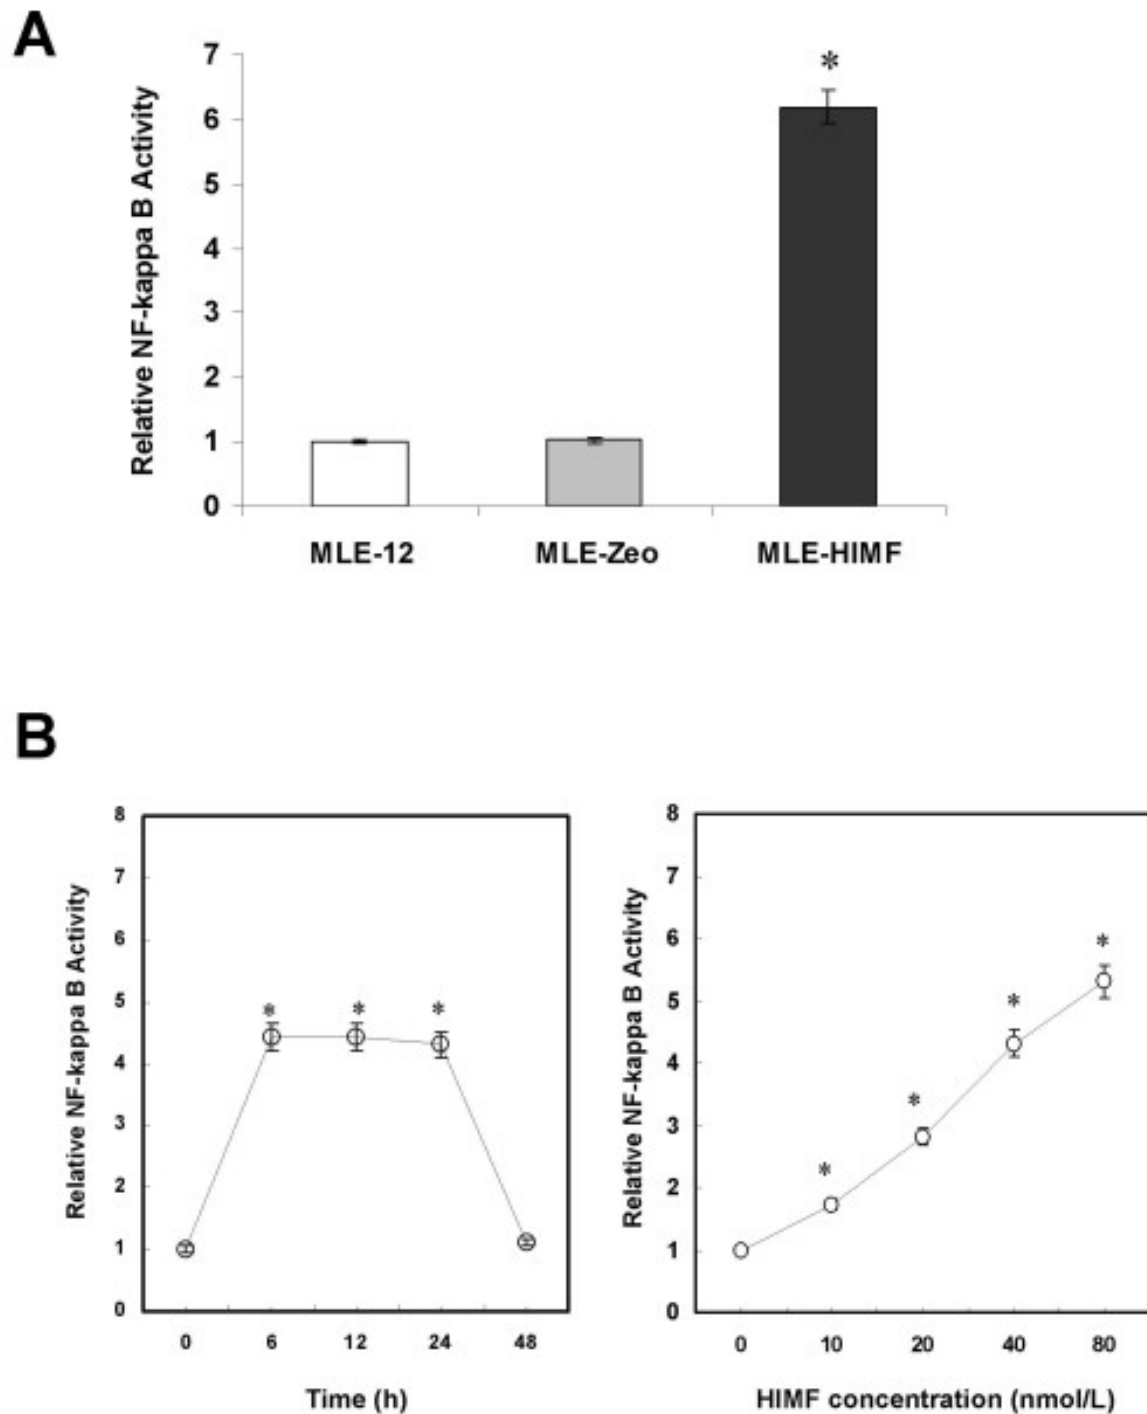 A
Relative NF-kappa B Activity
7
6
5
4
3
2
1
0
*
MLE-12 MLE-Zeo MLE-HIMF
B
Relative NF-kappa B Activity
8
7
6
5
4
3
2
1
0
* * *
0 6 12 24 48
Time (h)
Relative NF-kappa B Activity
8
7
6
5
4
3
2
1
0
*
*
*
*
0 10 20 40 80
HIMF concentration (nmol/L)